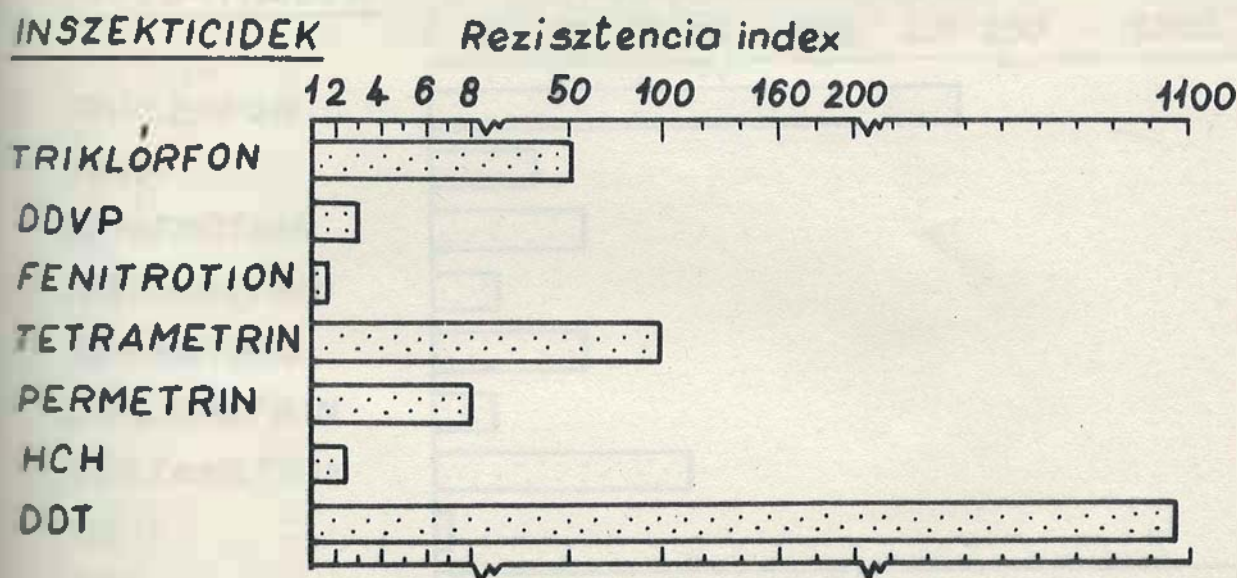 INSZEKTICIDEK Rezisztencia index
1 2 4 6 8 50 100 160 200 1100
TRIKLÓRFON
DDVP
FENITROTION
TETRAMETRIN
PERMETRIN
HCH
DDT